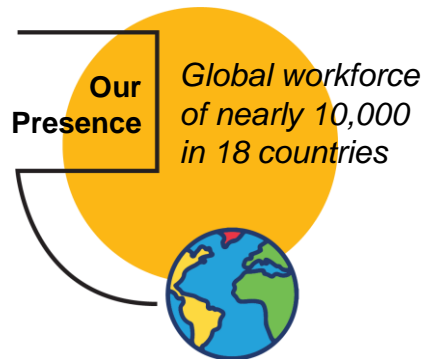 Our
Presence
Global workforce
of nearly 10,000
in 18 countries